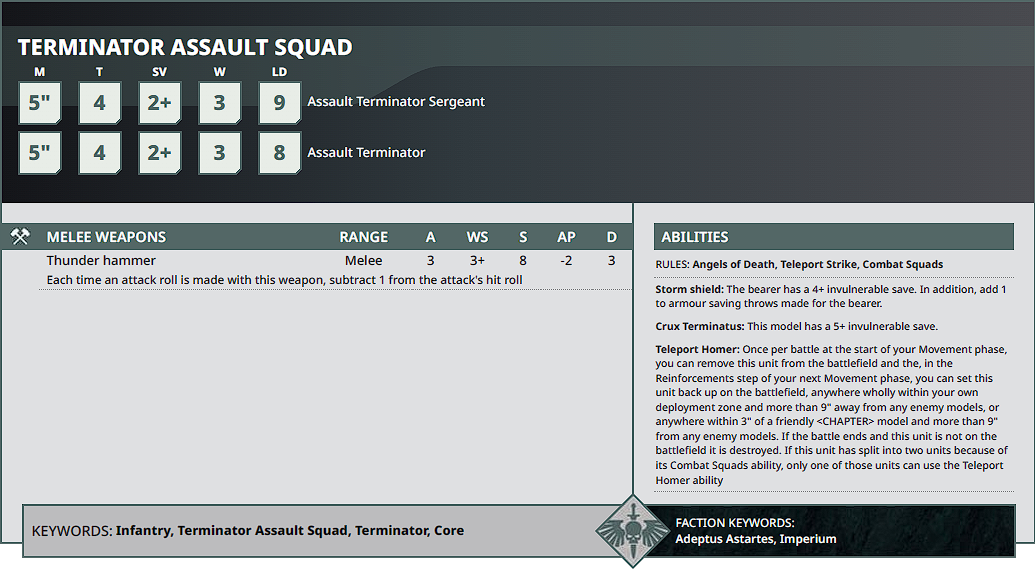 TERMINATOR ASSAULT SQUAD
M T SV W LD
5" 4 2+ 3 9 Assault Terminator Sergeant
5" 4 2+ 3 8 Assault Terminator
MELEE WEAPONS RANGE A WS S AP D
Thunder hammer Melee 3 3+ 8 -2 3
Each time an attack roll is made with this weapon, subtract 1 from the attack's hit roll
ABILITIES
RULES: Angels of Death, Teleport Strike, Combat Squads
Storm shield: The bearer has a 4+ invulnerable save. In addition, add 1
to armour saving throws made for the bearer.
Crux Terminatus: This model has a 5+ invulnerable save.
Teleport Homer: Once per battle at the start of your Movement phase,
you can remove this unit from the battlefield and the, in the
Reinforcements step of your next Movement phase, you can set this
unit back up on the battlefield, anywhere wholly within your own
deployment zone and more than 9" away from any enemy models, or
anywhere within 3" of a friendly <CHAPTER> model and more than 9"
from any enemy models. If the battle ends and this unit is not on the
battlefield it is destroyed. If this unit has split into two units because of
its Combat Squads ability, only one of those units can use the Teleport
Homer ability
KEYWORDS: Infantry, Terminator Assault Squad, Terminator, Core
FACTION KEYWORDS:
Adeptus Astartes, Imperium